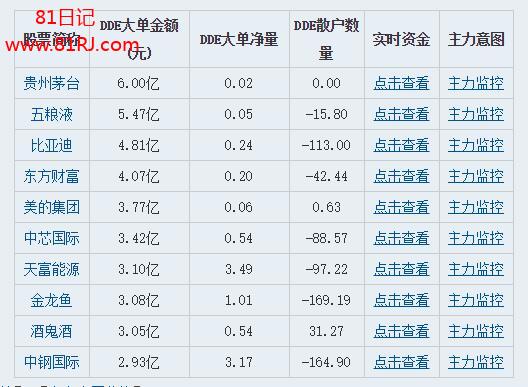 81日记
www.81RJ.com
股票简称 DDE大单金额(元) DDE大单净量 DDE散户数量 实时资金 主力意图
贵州茅台 6.00亿 0.02 0.00 点击查看 主力监控
五粮液 5.47亿 0.05 -15.80 点击查看 主力监控
比亚迪 4.81亿 0.24 -113.00 点击查看 主力监控
东方财富 4.07亿 0.20 -42.44 点击查看 主力监控
美的集团 3.77亿 0.06 0.63 点击查看 主力监控
中芯国际 3.42亿 0.54 -88.57 点击查看 主力监控
天富能源 3.10亿 3.49 -97.22 点击查看 主力监控
金龙鱼 3.08亿 1.01 -169.19 点击查看 主力监控
酒鬼酒 3.05亿 0.54 31.27 点击查看 主力监控
中钢国际 2.93亿 3.17 -164.90 点击查看 主力监控